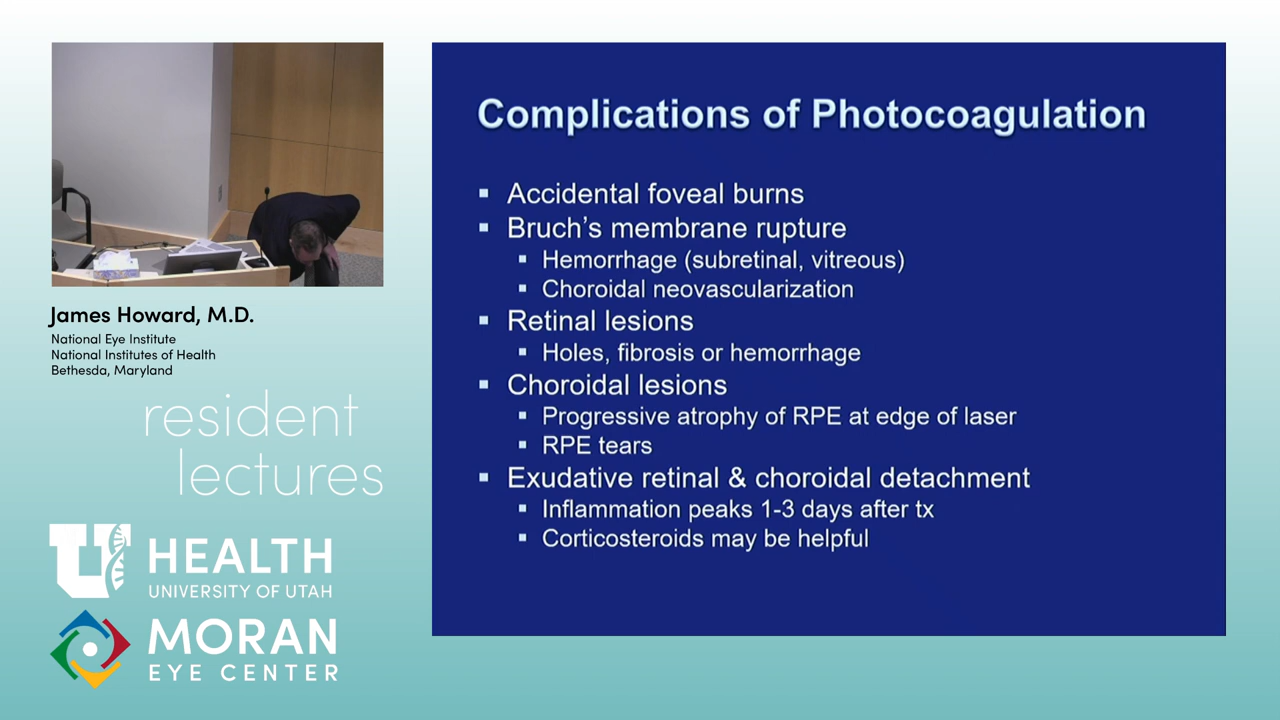 James Howard, M.D.
National Eye Institute
National Institutes of Health
Bethesda, Maryland
resident
lectures
U HEALTH
UNIVERSITY OF UTAH
MORAN
EYE CENTER
Complications of Photocoagulation
▪ Accidental foveal burns
▪ Bruch’s membrane rupture
▪ Hemorrhage (subretinal, vitreous)
▪ Choroidal neovascularization
▪ Retinal lesions
▪ Holes, fibrosis or hemorrhage
▪ Choroidal lesions
▪ Progressive atrophy of RPE at edge of laser
▪ RPE tears
▪ Exudative retinal & choroidal detachment
▪ Inflammation peaks 1-3 days after tx
▪ Corticosteroids may be helpful